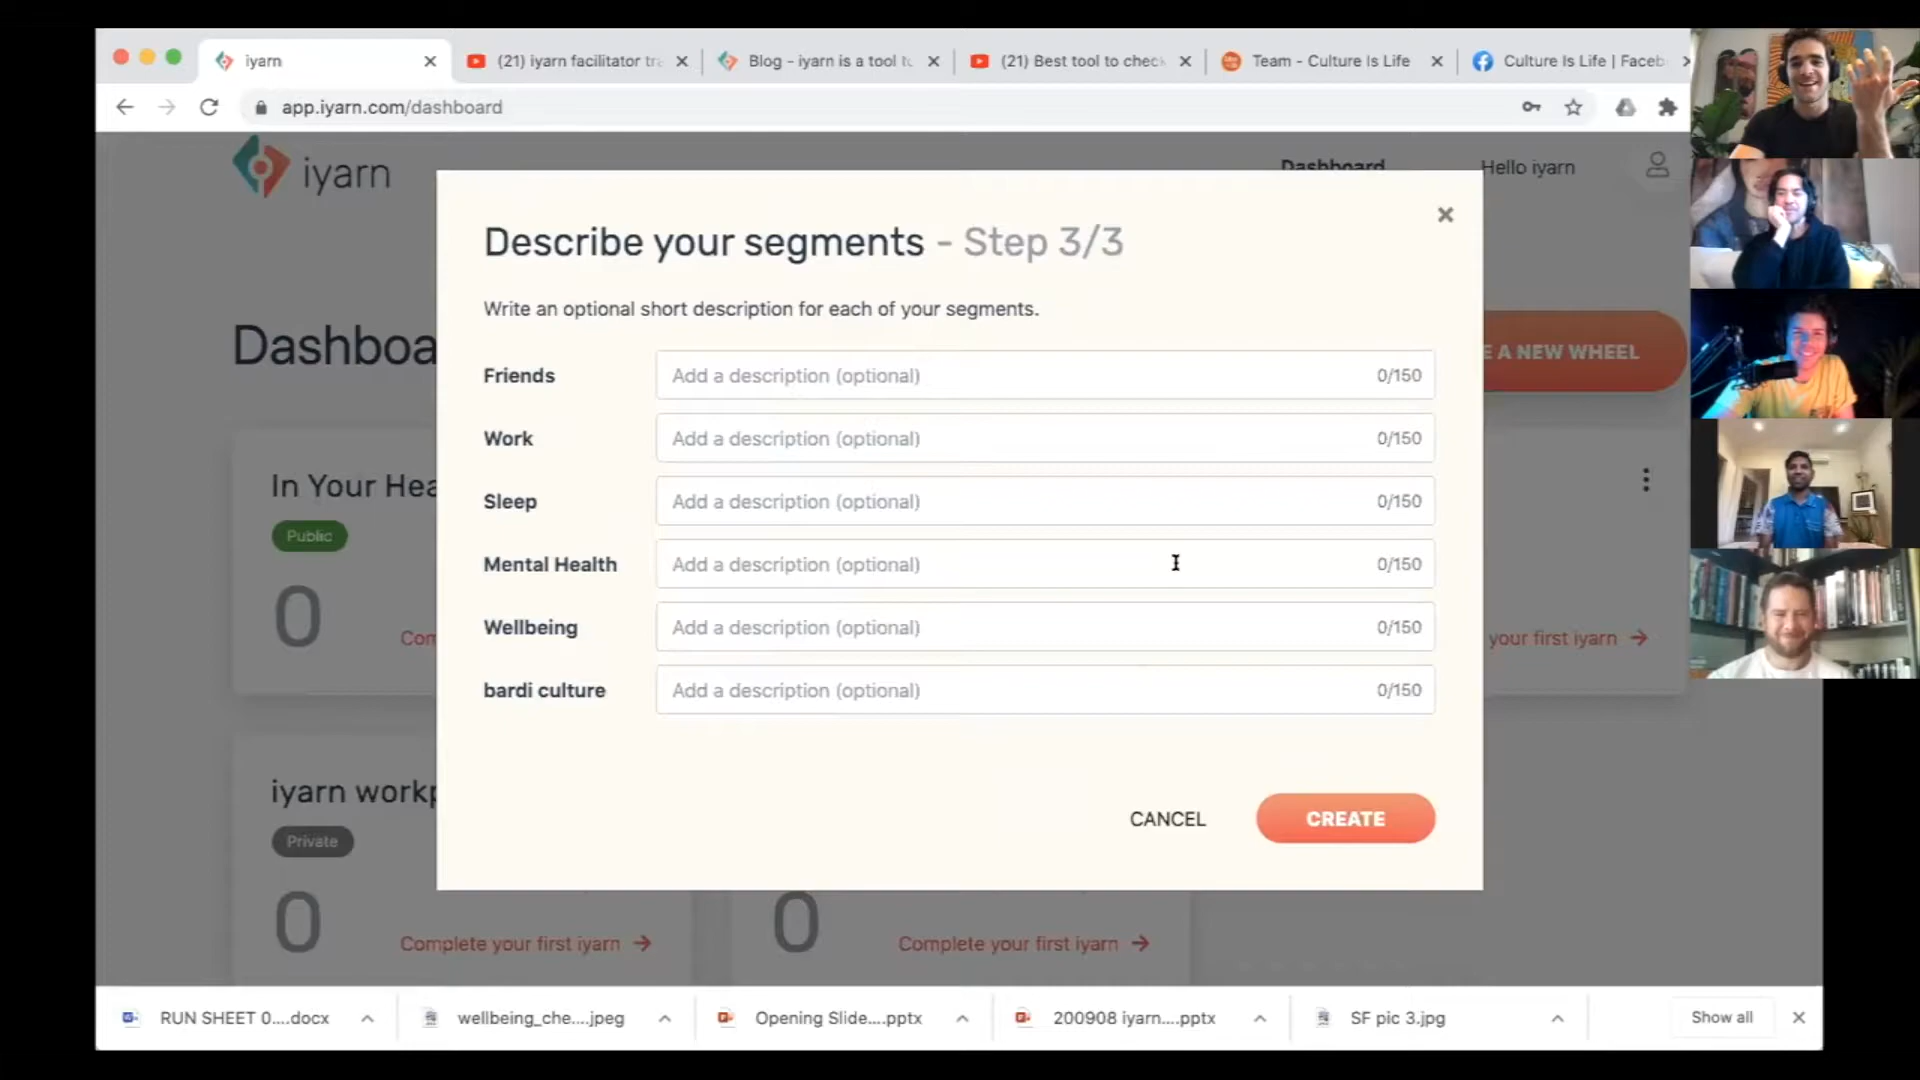 iyarn
(21) iyarn facilitator tr
Blog - iyarn is a tool t
(21) Best tool to chec
Team - Culture Is Life
Culture Is Life | Faceb
app.iyarn.com/dashboard
iyarn
Dashboard
Hello iyarn
Describe your segments - Step 3/3
Write an optional short description for each of your segments.
Dashboa
E A NEW WHEEL
Friends Add a description (optional) 0/150
Work Add a description (optional) 0/150
Sleep Add a description (optional) 0/150
Mental Health Add a description (optional) 0/150
Wellbeing Add a description (optional) 0/150
bardi culture Add a description (optional) 0/150
In Your Hea
Public
0
Com
your first iyarn
CANCEL
CREATE
iyarn workp
Private
0 Complete your first iyarn
0 Complete your first iyarn
RUN SHEET 0....docx
wellbeing_che....jpeg
Opening Slide....pptx
200908 iyarn....pptx
SF pic 3.jpg
Show all